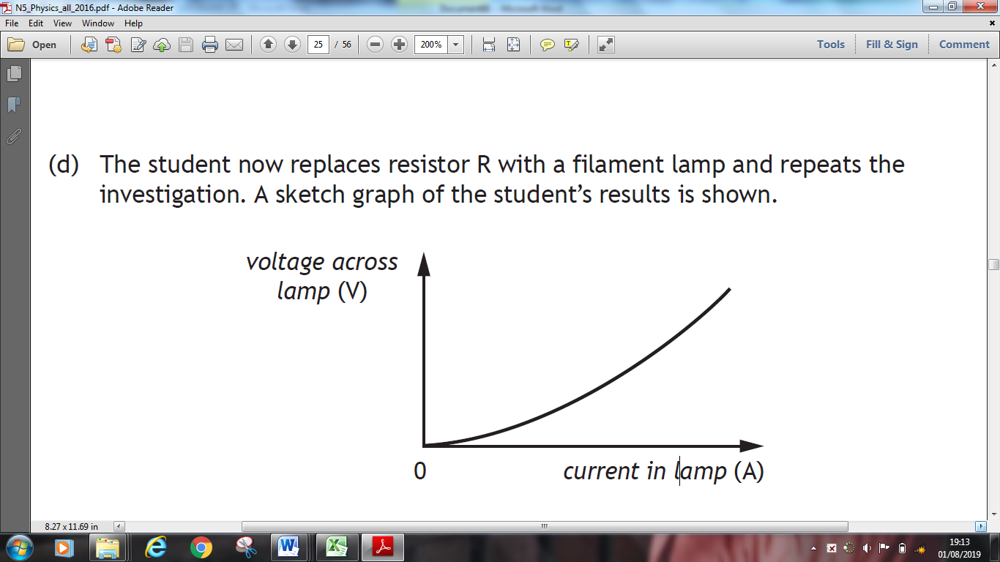 N5_Physics_all_2016.pdf - Adobe Reader
File Edit View Window Help
Open 25 / 56 200% Tools Fill & Sign Comment
(d) The student now replaces resistor R with a filament lamp and repeats the
investigation. A sketch graph of the student’s results is shown.
voltage across
lamp (V)
0 current in lamp (A)
8.27 x 11.69 in
19:13
01/08/2019